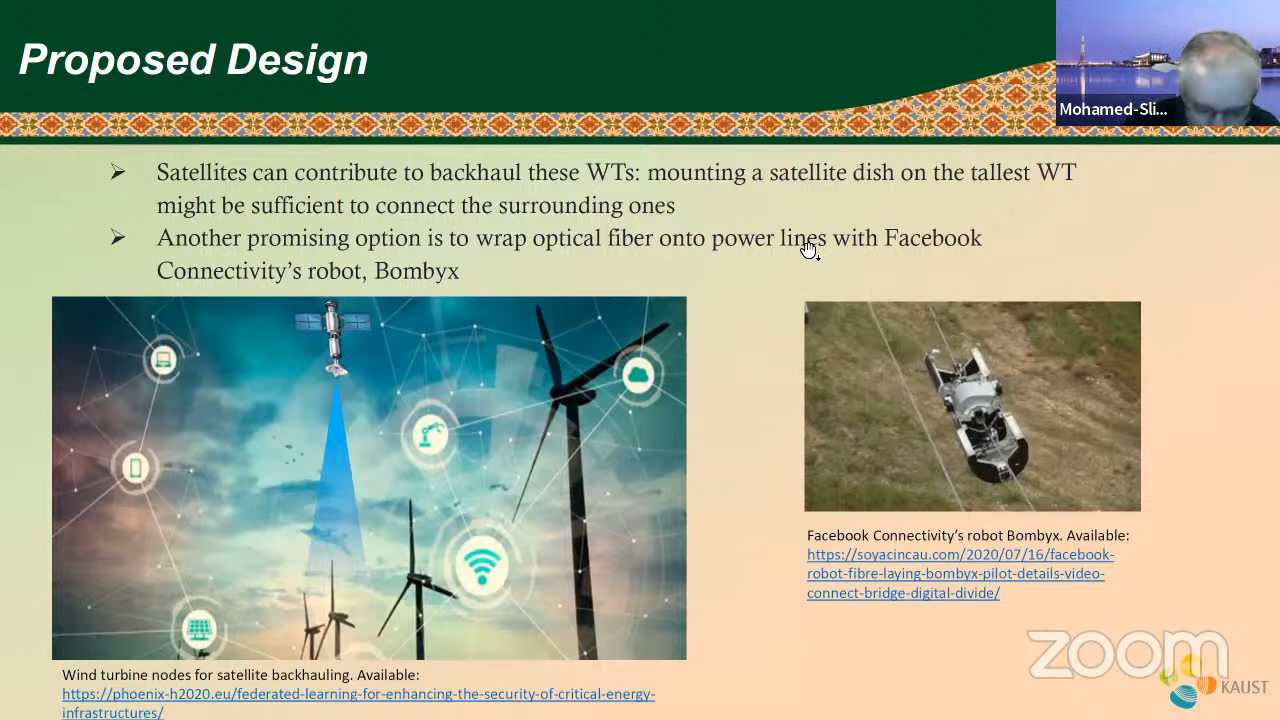 Proposed Design
Mohamed-Sli...
➢ Satellites can contribute to backhaul these WTs: mounting a satellite dish on the tallest WT
might be sufficient to connect the surrounding ones
➢ Another promising option is to wrap optical fiber onto power lines with Facebook
Connectivity’s robot, Bombyx
Facebook Connectivity’s robot Bombyx. Available:
https://soyacincau.com/2020/07/16/facebook-
robot-fibre-laying-bombyx-pilot-details-video-
connect-bridge-digital-divide/
Wind turbine nodes for satellite backhauling. Available:
https://phoenix-h2020.eu/federated-learning-for-enhancing-the-security-of-critical-energy-
infrastructures/
zoom
KAUST